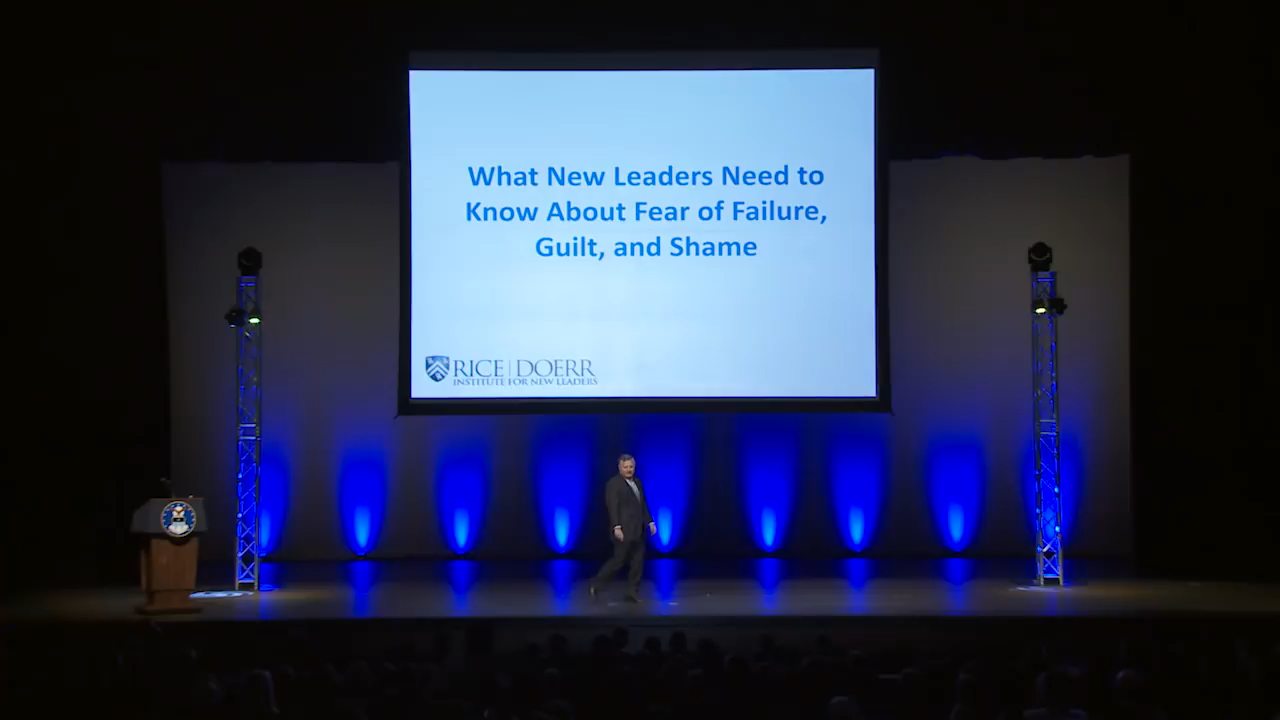 What New Leaders Need to
Know About Fear of Failure,
Guilt, and Shame
RICE | DOERR
INSTITUTE FOR NEW LEADERS